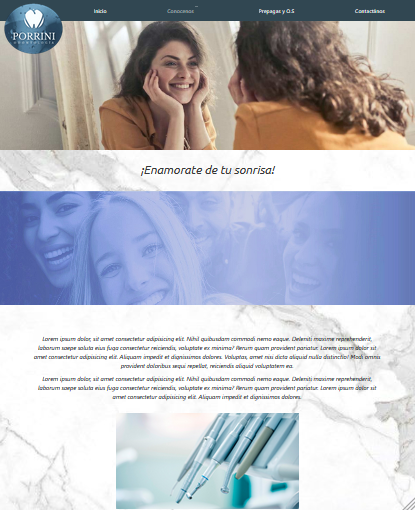 Inicio
Conocenos
Prepagas y O.S
Contactános
PORRINI
ODONTOLOGÍA
¡Enamorate de tu sonrisa!
Lorem ipsum dolor, sit amet consectetur adipisicing elit. Nihil quibusdam commodi nemo eaque. Deleniti maxime reprehenderit,
laborum saepe soluta eius fuga consectetur reiciendis, voluptate ex minima! Rerum quam provident pariatur. Lorem ipsum dolor sit
amet consectetur adipisicing elit. Aliquam impedit et dignissimos dolores. Voluptas, amet nisi dicta aliquid nulla distinctio! Modi omnis
provident doloribus sequi repellat, reiciendis aliquid voluptatem ea.
Lorem ipsum dolor, sit amet consectetur adipisicing elit. Nihil quibusdam commodi nemo eaque. Deleniti maxime reprehenderit,
laborum saepe soluta eius fuga consectetur reiciendis, voluptate ex minima! Rerum quam provident pariatur. Lorem ipsum dolor sit
amet consectetur adipisicing elit. Aliquam impedit et dignissimos dolores.